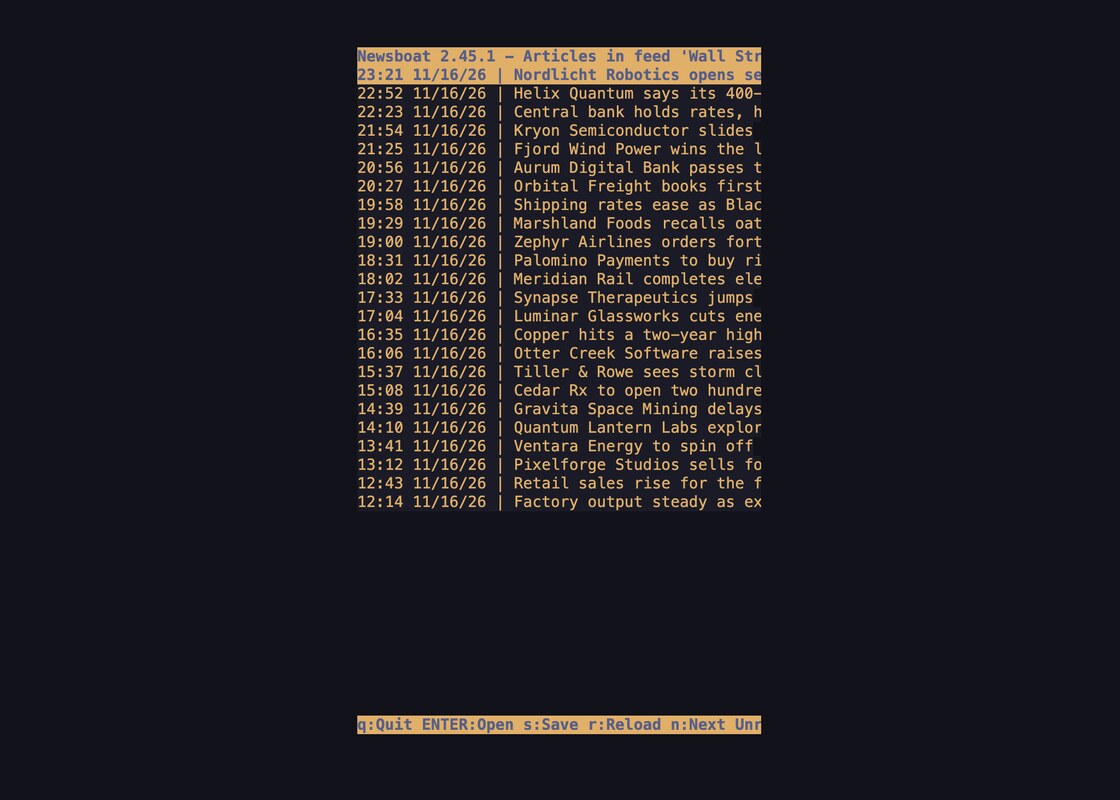 Newsboat 2.45.1 – Articles in feed 'Wall Str
23:21 11/16/26 | Nordlicht Robotics opens se
22:52 11/16/26 | Helix Quantum says its 400–
22:23 11/16/26 | Central bank holds rates, h
21:54 11/16/26 | Kryon Semiconductor slides
21:25 11/16/26 | Fjord Wind Power wins the l
20:56 11/16/26 | Aurum Digital Bank passes t
20:27 11/16/26 | Orbital Freight books first
19:58 11/16/26 | Shipping rates ease as Blac
19:29 11/16/26 | Marshland Foods recalls oat
19:00 11/16/26 | Zephyr Airlines orders fort
18:31 11/16/26 | Palomino Payments to buy ri
18:02 11/16/26 | Meridian Rail completes ele
17:33 11/16/26 | Synapse Therapeutics jumps
17:04 11/16/26 | Luminar Glassworks cuts ene
16:35 11/16/26 | Copper hits a two–year high
16:06 11/16/26 | Otter Creek Software raises
15:37 11/16/26 | Tiller & Rowe sees storm cl
15:08 11/16/26 | Cedar Rx to open two hundre
14:39 11/16/26 | Gravita Space Mining delays
14:10 11/16/26 | Quantum Lantern Labs explor
13:41 11/16/26 | Ventara Energy to spin off
13:12 11/16/26 | Pixelforge Studios sells fo
12:43 11/16/26 | Retail sales rise for the f
12:14 11/16/26 | Factory output steady as ex
q:Quit ENTER:Open s:Save r:Reload n:Next Unr